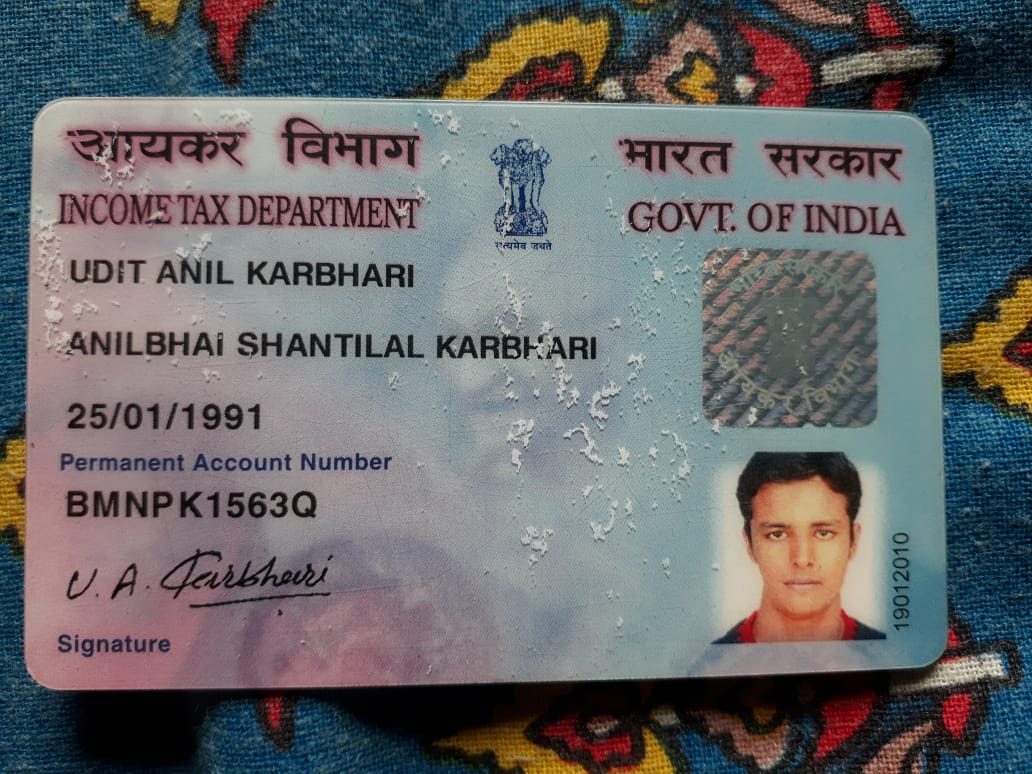 आयकर विभाग
भारत सरकार
INCOME TAX DEPARTMENT
GOVT. OF INDIA
सत्यमेव जयते
UDIT ANIL KARBHARI
ANILBHAI SHANTILAL KARBHARI
25/01/1991
Permanent Account Number
BMNPK1563Q
U. A. Karbhari
Signature
19012010
आयकर विभाग